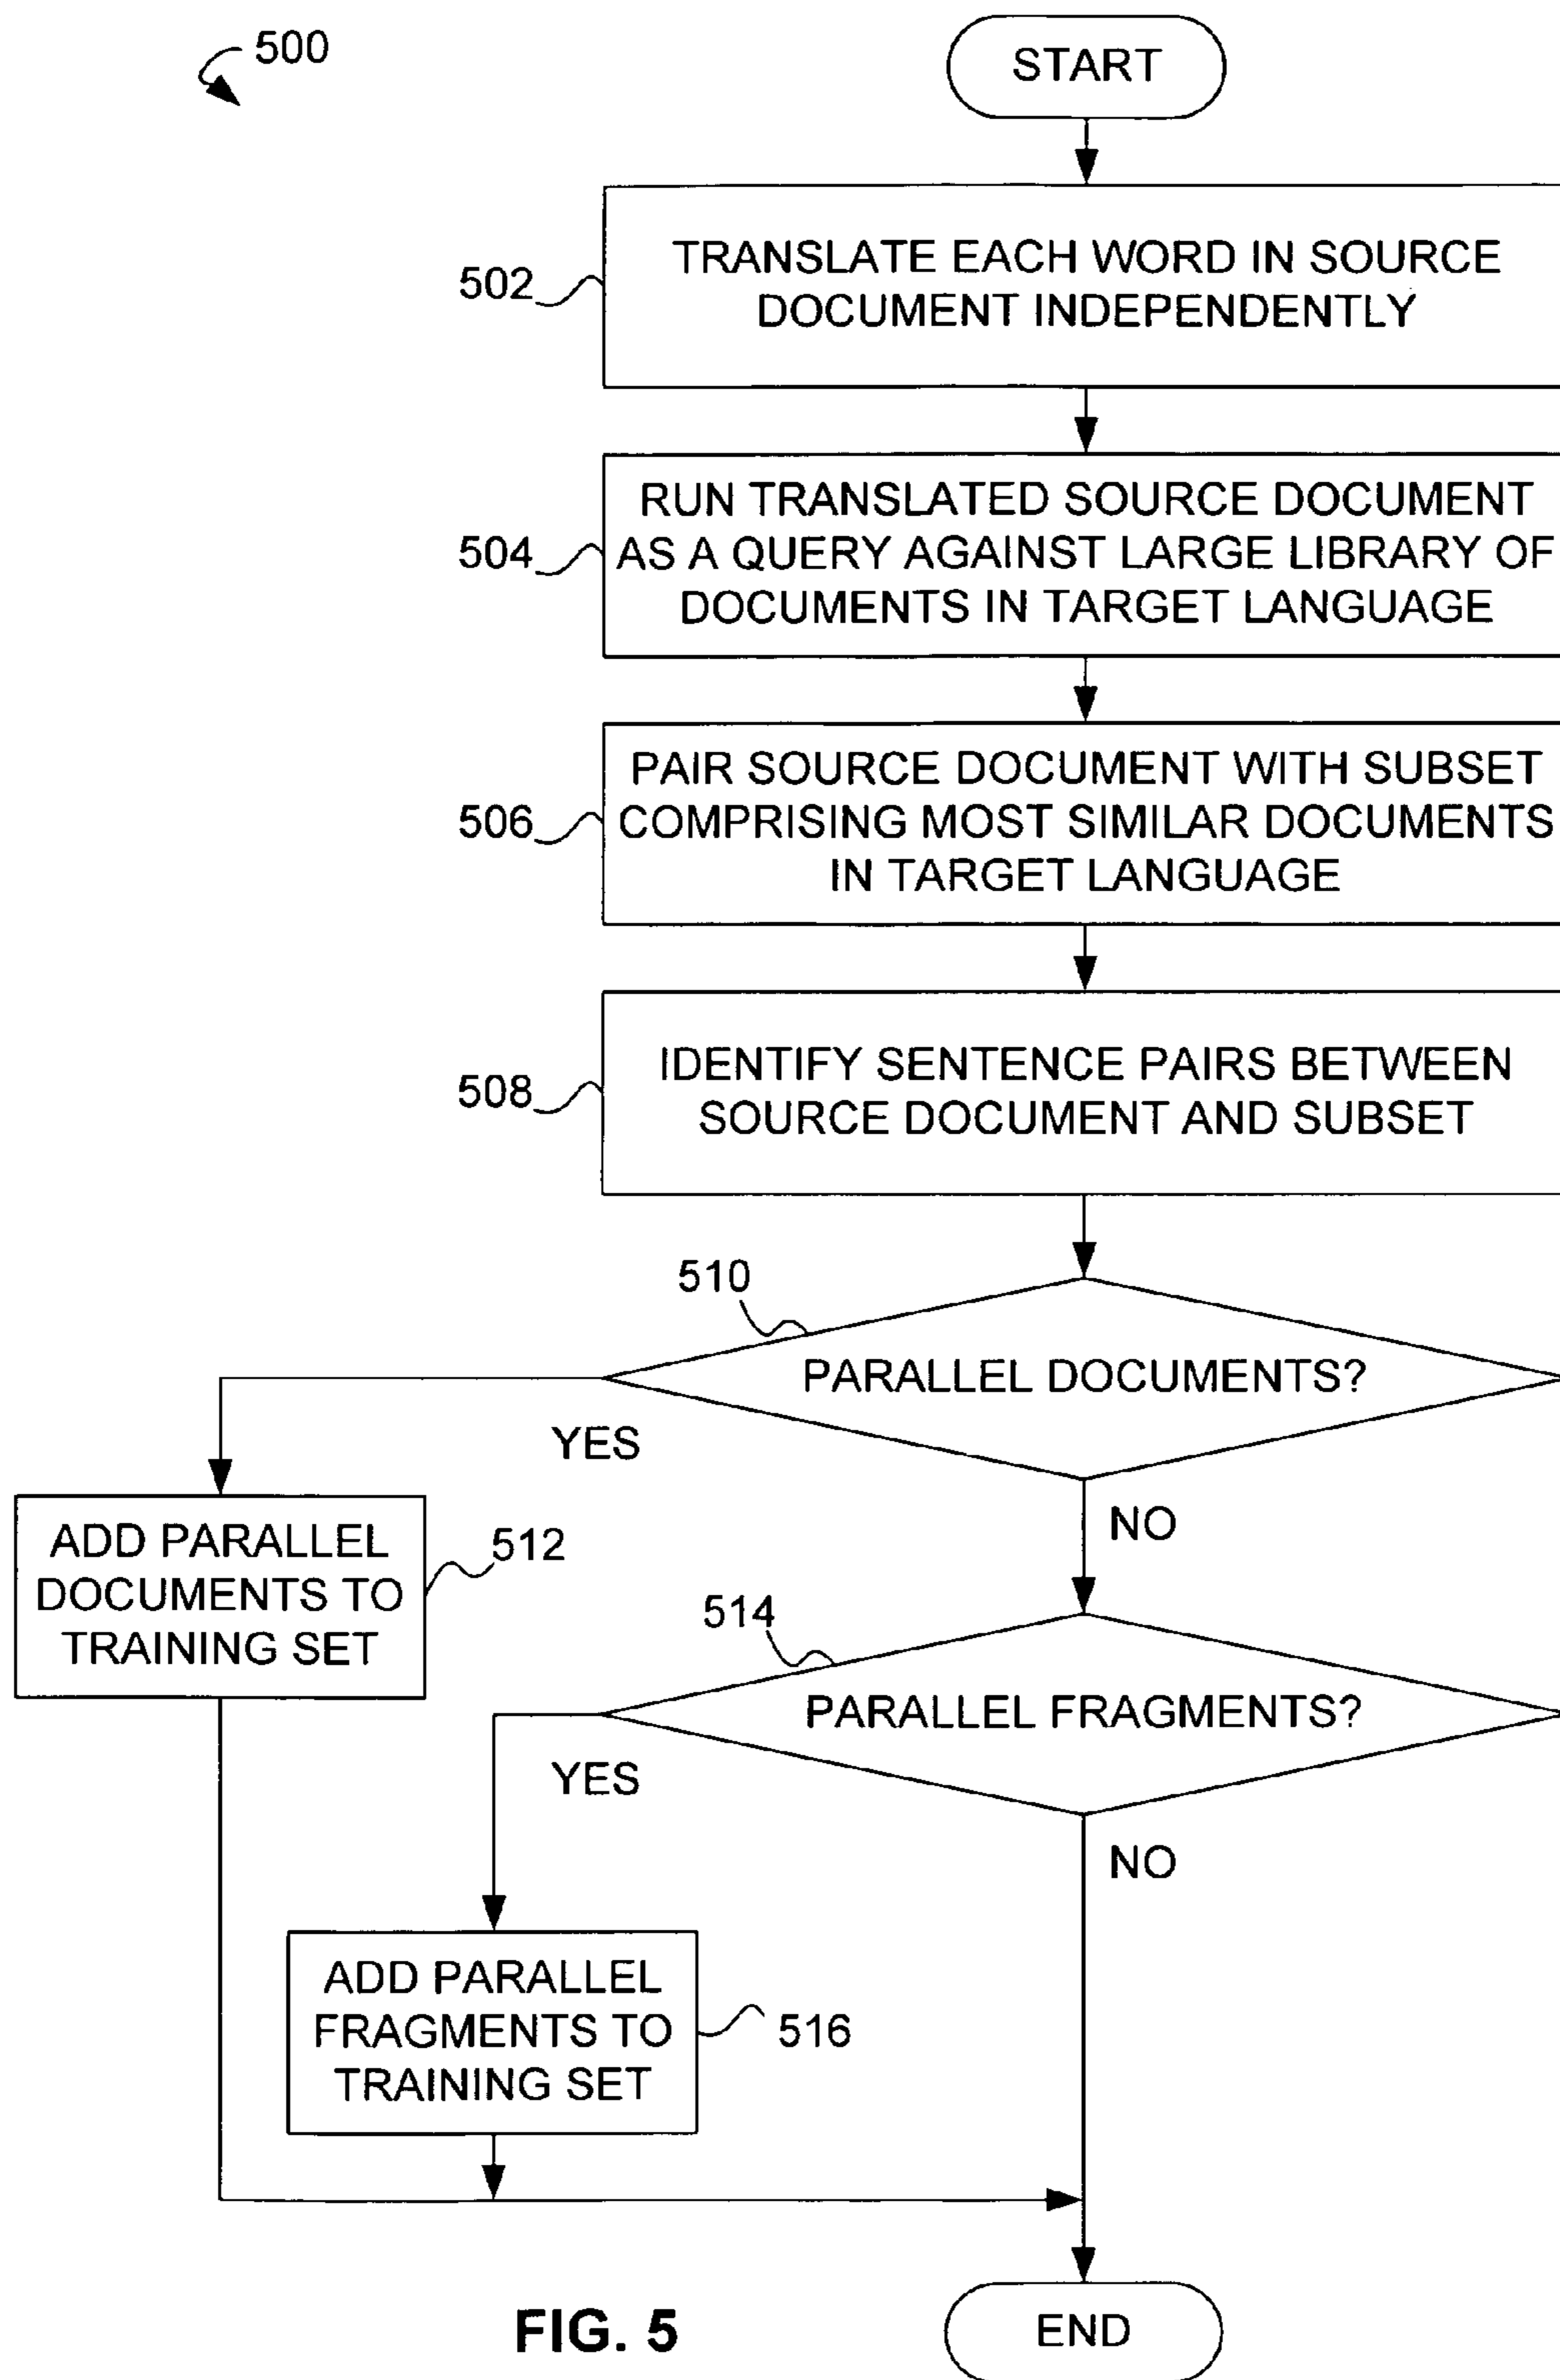 500
START
502
TRANSLATE EACH WORD IN SOURCE
DOCUMENT INDEPENDENTLY
504
RUN TRANSLATED SOURCE DOCUMENT
AS A QUERY AGAINST LARGE LIBRARY OF
DOCUMENTS IN TARGET LANGUAGE
506
PAIR SOURCE DOCUMENT WITH SUBSET
COMPRISING MOST SIMILAR DOCUMENTS
IN TARGET LANGUAGE
508
IDENTIFY SENTENCE PAIRS BETWEEN
SOURCE DOCUMENT AND SUBSET
510
PARALLEL DOCUMENTS?
YES
NO
512
ADD PARALLEL
DOCUMENTS TO
TRAINING SET
514
PARALLEL FRAGMENTS?
YES
NO
ADD PARALLEL
FRAGMENTS TO
TRAINING SET
516
END
FIG. 5